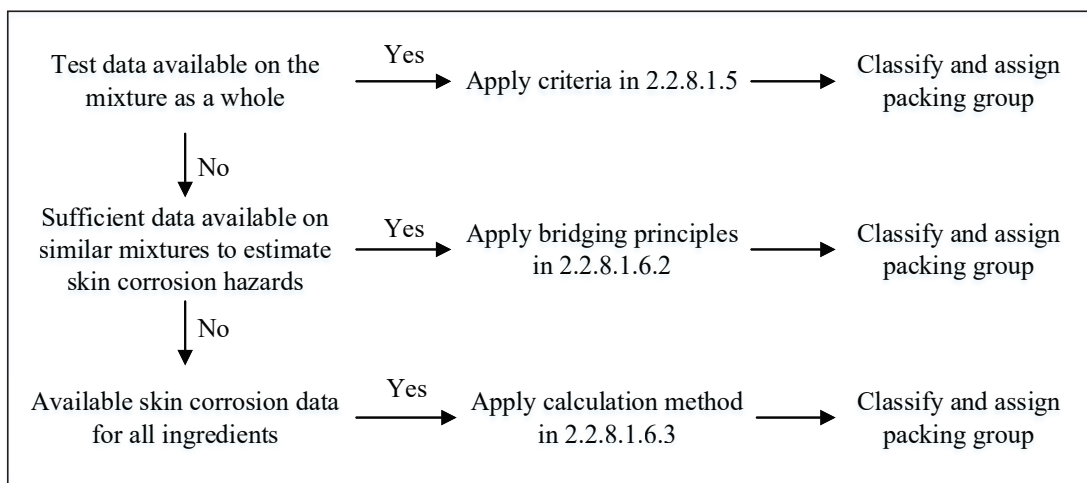 Test data available on the
mixture as a whole
Yes
Apply criteria in 2.2.8.1.5
Classify and assign
packing group
No
Sufficient data available on
similar mixtures to estimate
skin corrosion hazards
Yes
Apply bridging principles
in 2.2.8.1.6.2
Classify and assign
packing group
No
Available skin corrosion data
for all ingredients
Yes
Apply calculation method
in 2.2.8.1.6.3
Classify and assign
packing group